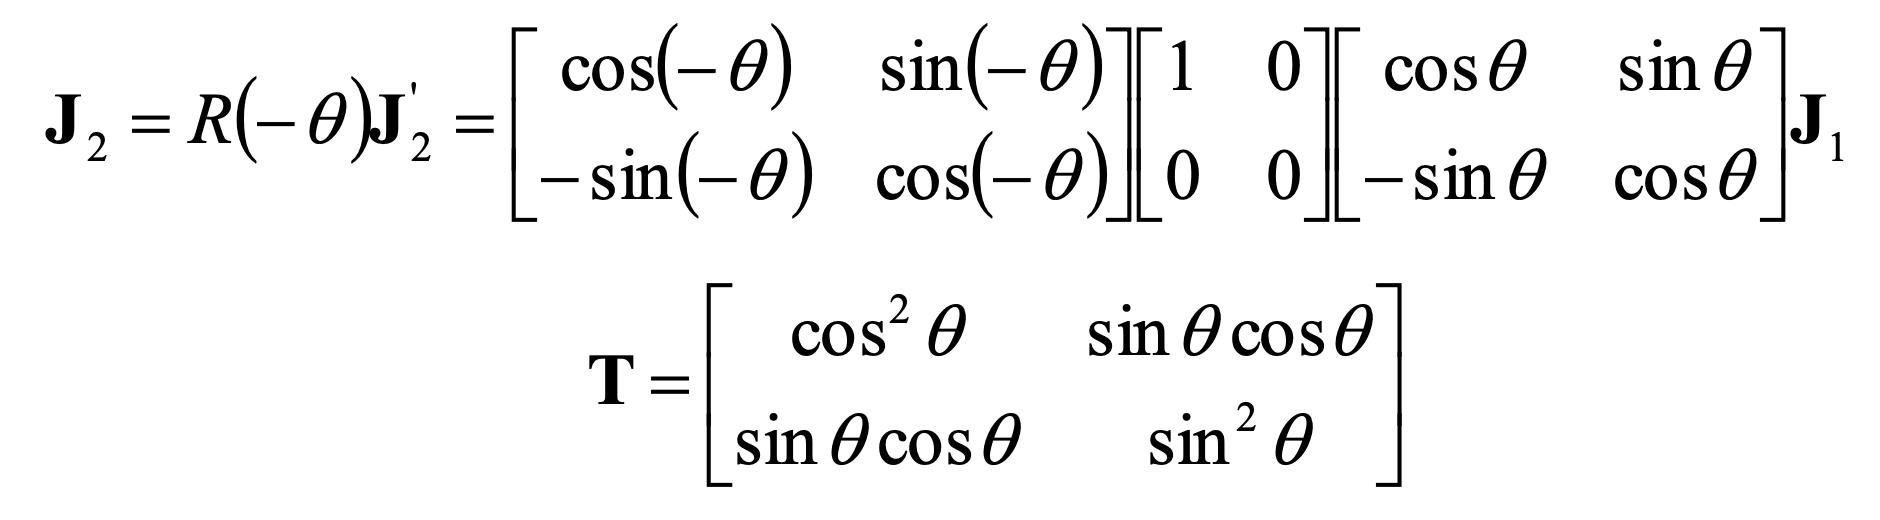 J₂ = R(−θ)J₂' = [cos(−θ) sin(−θ); −sin(−θ) cos(−θ)] [1 0; 0 0] [cos θ sin θ; −sin θ cos θ] J₁
T = [cos² θ sin θ cos θ; sin θ cos θ sin² θ]